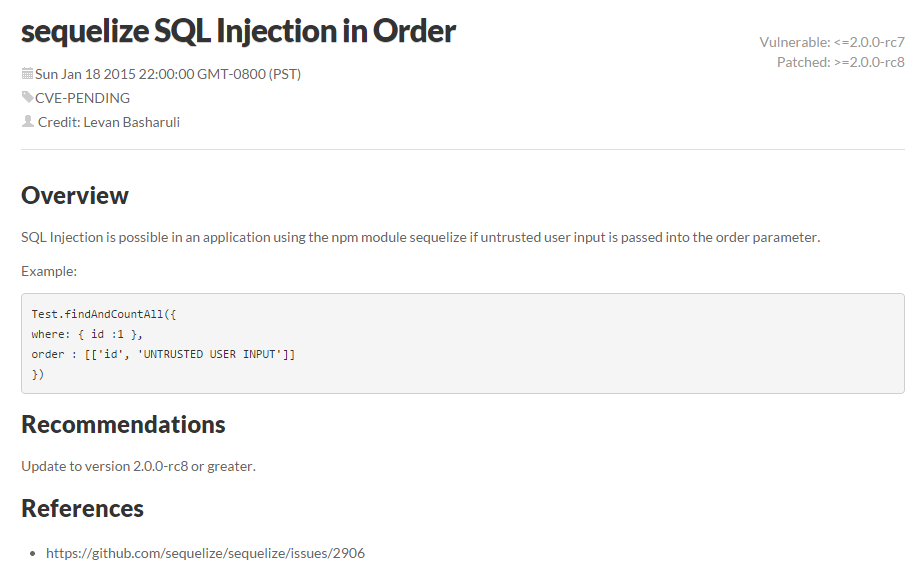 sequelize SQL Injection in Order
Vulnerable: <=2.0.0-rc7
Patched: >=2.0.0-rc8
Sun Jan 18 2015 22:00:00 GMT-0800 (PST)
CVE-PENDING
Credit: Levan Basharuli
Overview
SQL Injection is possible in an application using the npm module sequelize if untrusted user input is passed into the order parameter.
Example:
Test.findAndCountAll({
where: { id :1 },
order : [['id', 'UNTRUSTED USER INPUT']]
})
Recommendations
Update to version 2.0.0-rc8 or greater.
References
• https://github.com/sequelize/sequelize/issues/2906